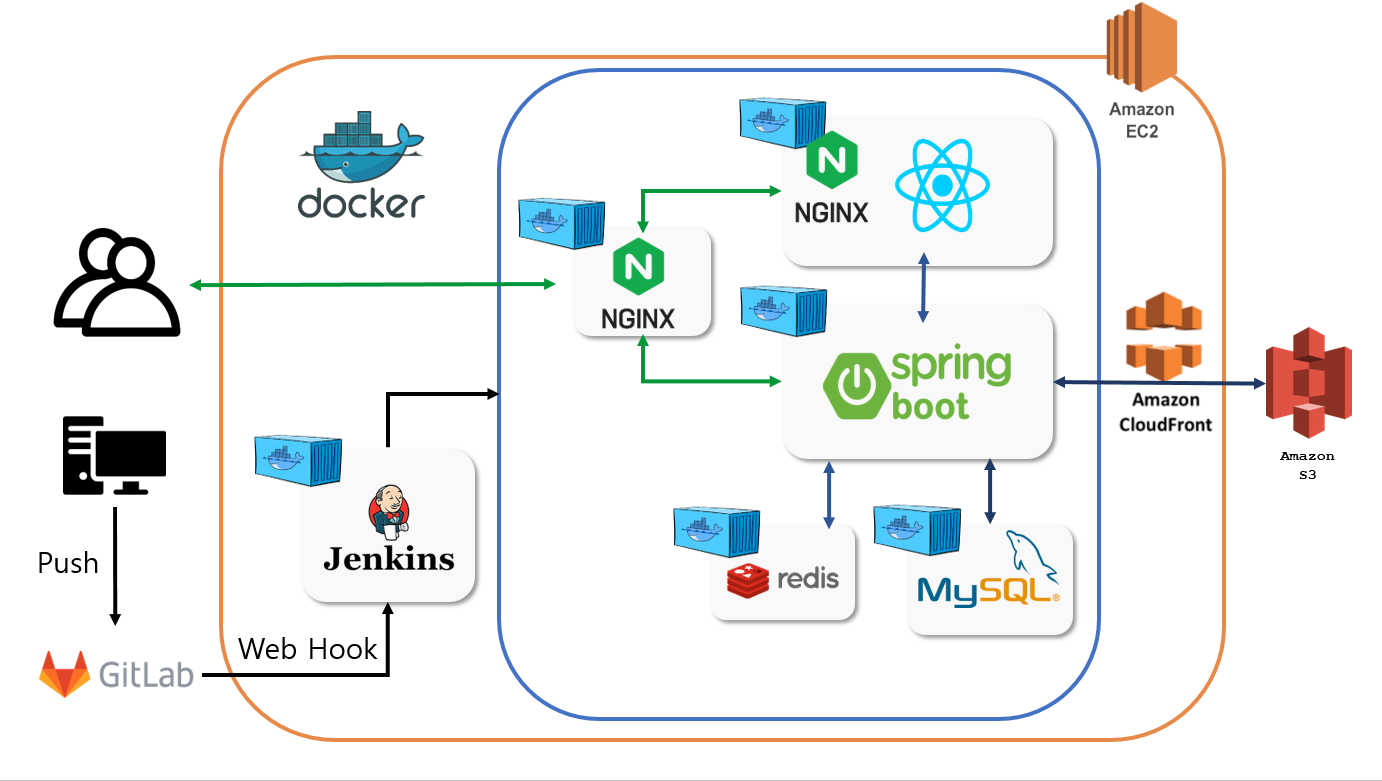 Amazon
EC2
docker
N
NGINX
N
NGINX
spring
boot
Amazon
CloudFront
Amazon
S3
Jenkins
redis
MySQL®
Push
Web Hook
GitLab